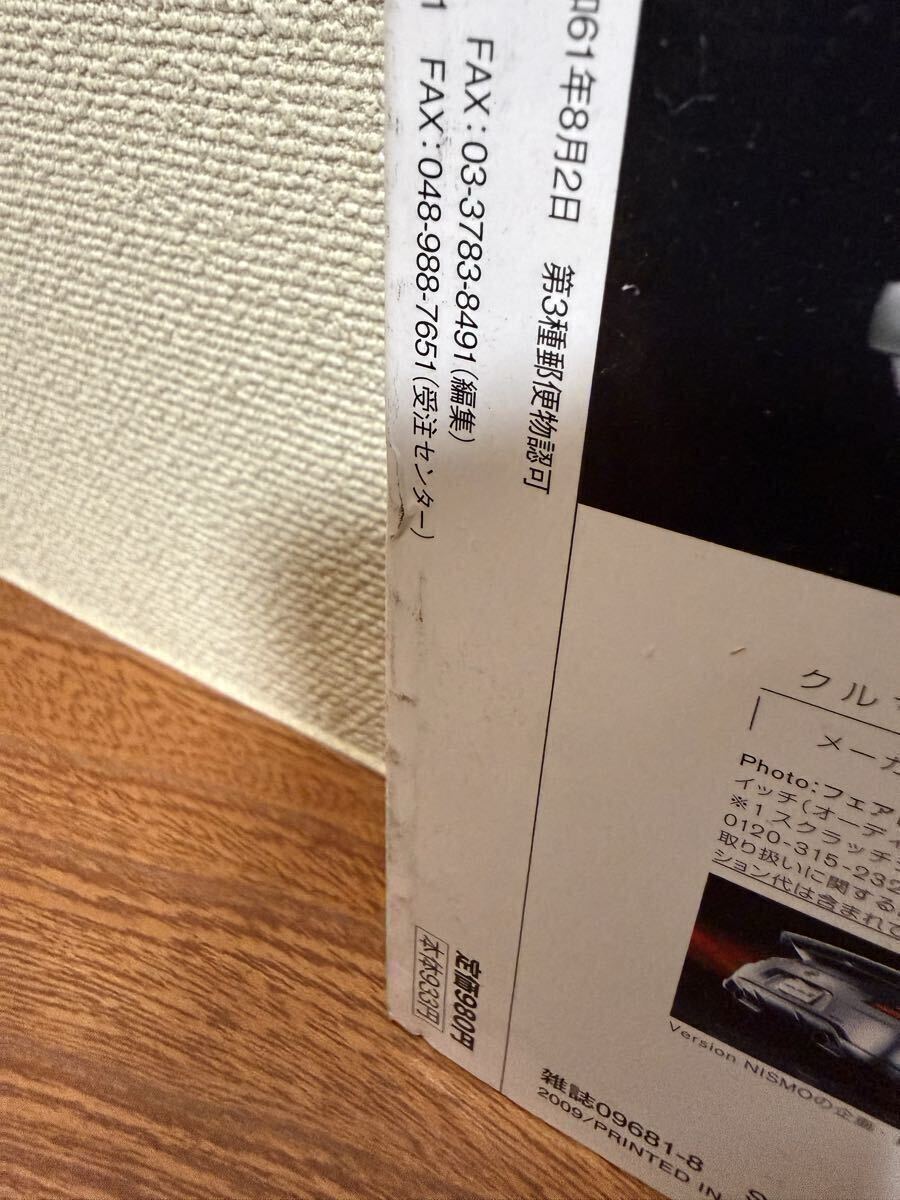 61年8月2日 第3種郵便物認可
FAX:03-3783-8491(編集)
1 FAX:048-988-7651(受注センター)
定価980円
本体933円
クル
メーカ
Photo:フェア
イッチ(オーディ
※1 スクラッチ
0120-315-232
取り扱いに関する
ション代は含まれて
Version NISMOの企画
雑誌09681-8
2009/PRINTED IN
S